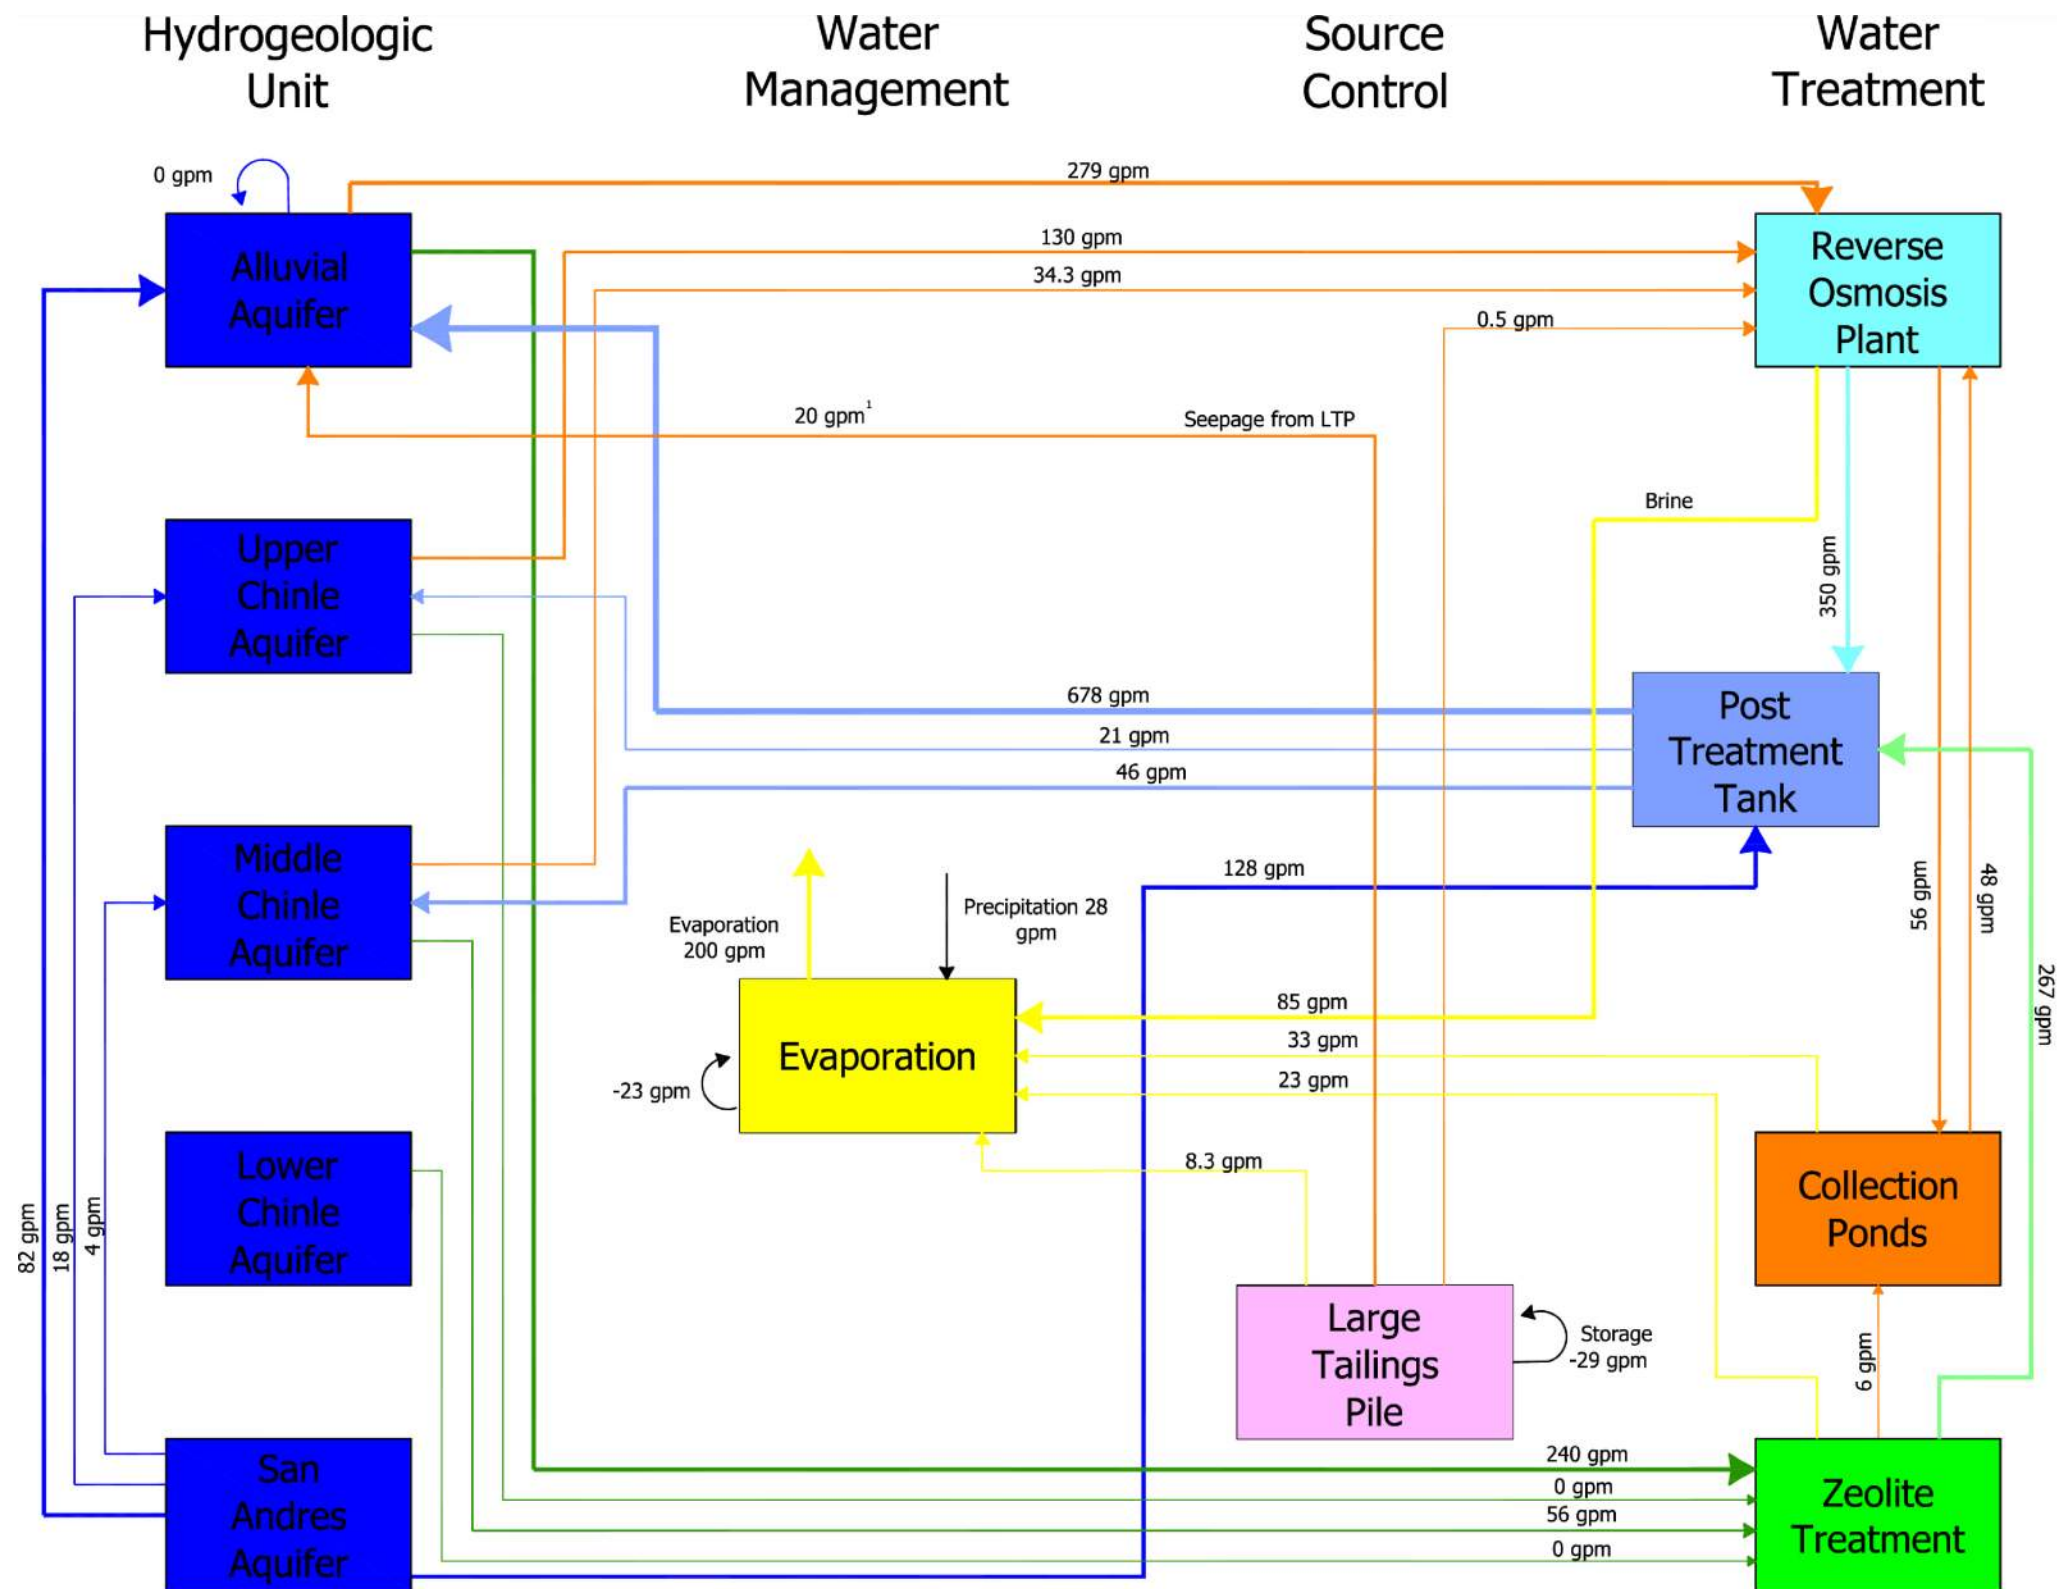 Hydrogeologic
Unit
Water
Management
Source
Control
Water
Treatment
0 gpm
279 gpm
130 gpm
34.3 gpm
0.5 gpm
Alluvial
Aquifer
Reverse
Osmosis
Plant
20 gpm¹
Seepage from LTP
Brine
350 gpm
Upper
Chinle
Aquifer
678 gpm
21 gpm
46 gpm
Post
Treatment
Tank
Middle
Chinle
Aquifer
128 gpm
56 gpm
48 gpm
267 gpm
Evaporation
200 gpm
Precipitation 28
gpm
85 gpm
33 gpm
23 gpm
-23 gpm
Evaporation
8.3 gpm
Lower
Chinle
Aquifer
Collection
Ponds
82 gpm
18 gpm
4 gpm
Large
Tailings
Pile
Storage
-29 gpm
6 gpm
San
Andres
Aquifer
240 gpm
0 gpm
56 gpm
0 gpm
Zeolite
Treatment